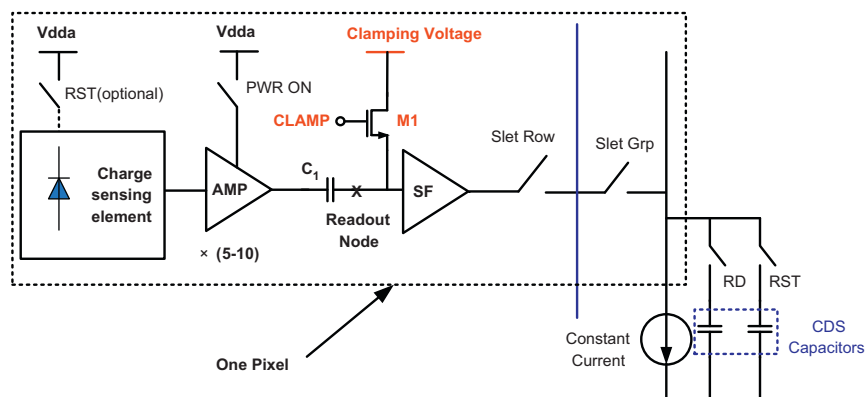 Vdda
Vdda
Clamping Voltage
RST(optional)
PWR ON
CLAMP
M1
Slet Row
Slet Grp
Charge
sensing
element
AMP
C1
X
SF
Readout
Node
× (5-10)
RD
RST
One Pixel
Constant
Current
CDS
Capacitors